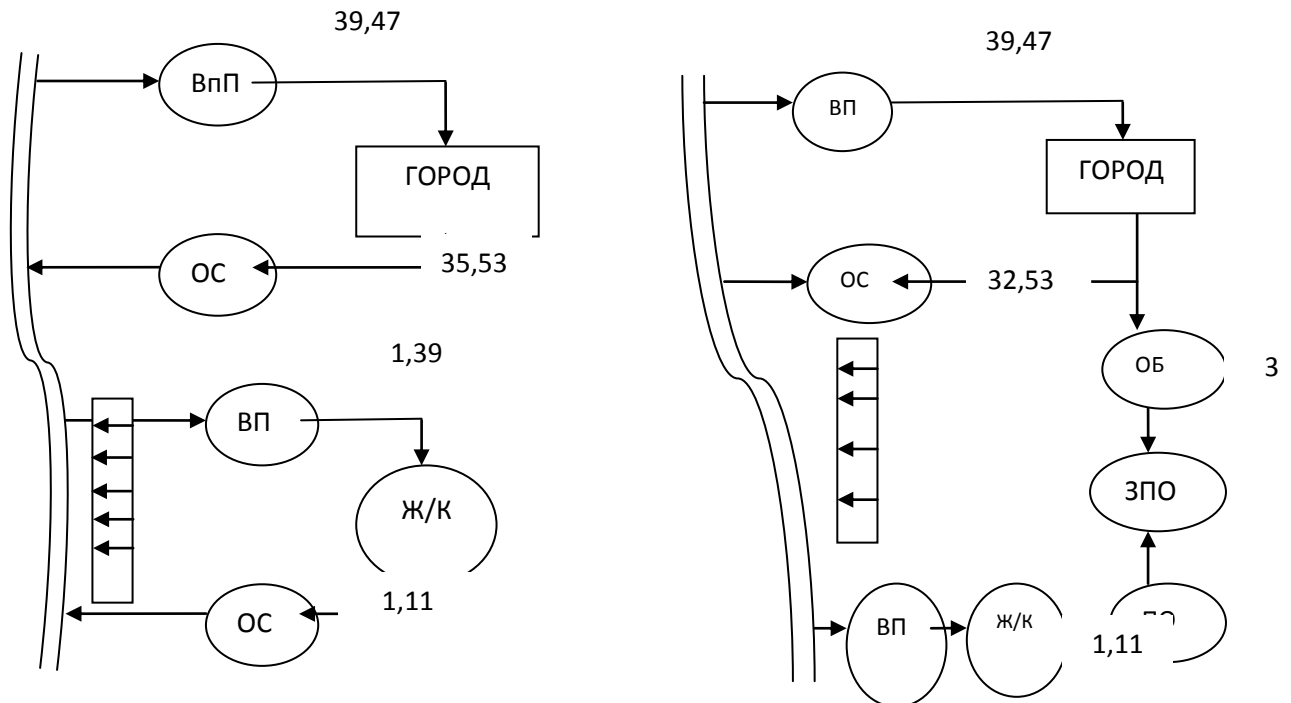 39,47
ВпП
ГОРОД
ОС
35,53
1,39
ВП
Ж/К
1,11
ОС
39,47
ВП
ГОРОД
ОС
32,53
ОБ
3
ЗПО
ВП
Ж/К
1,11